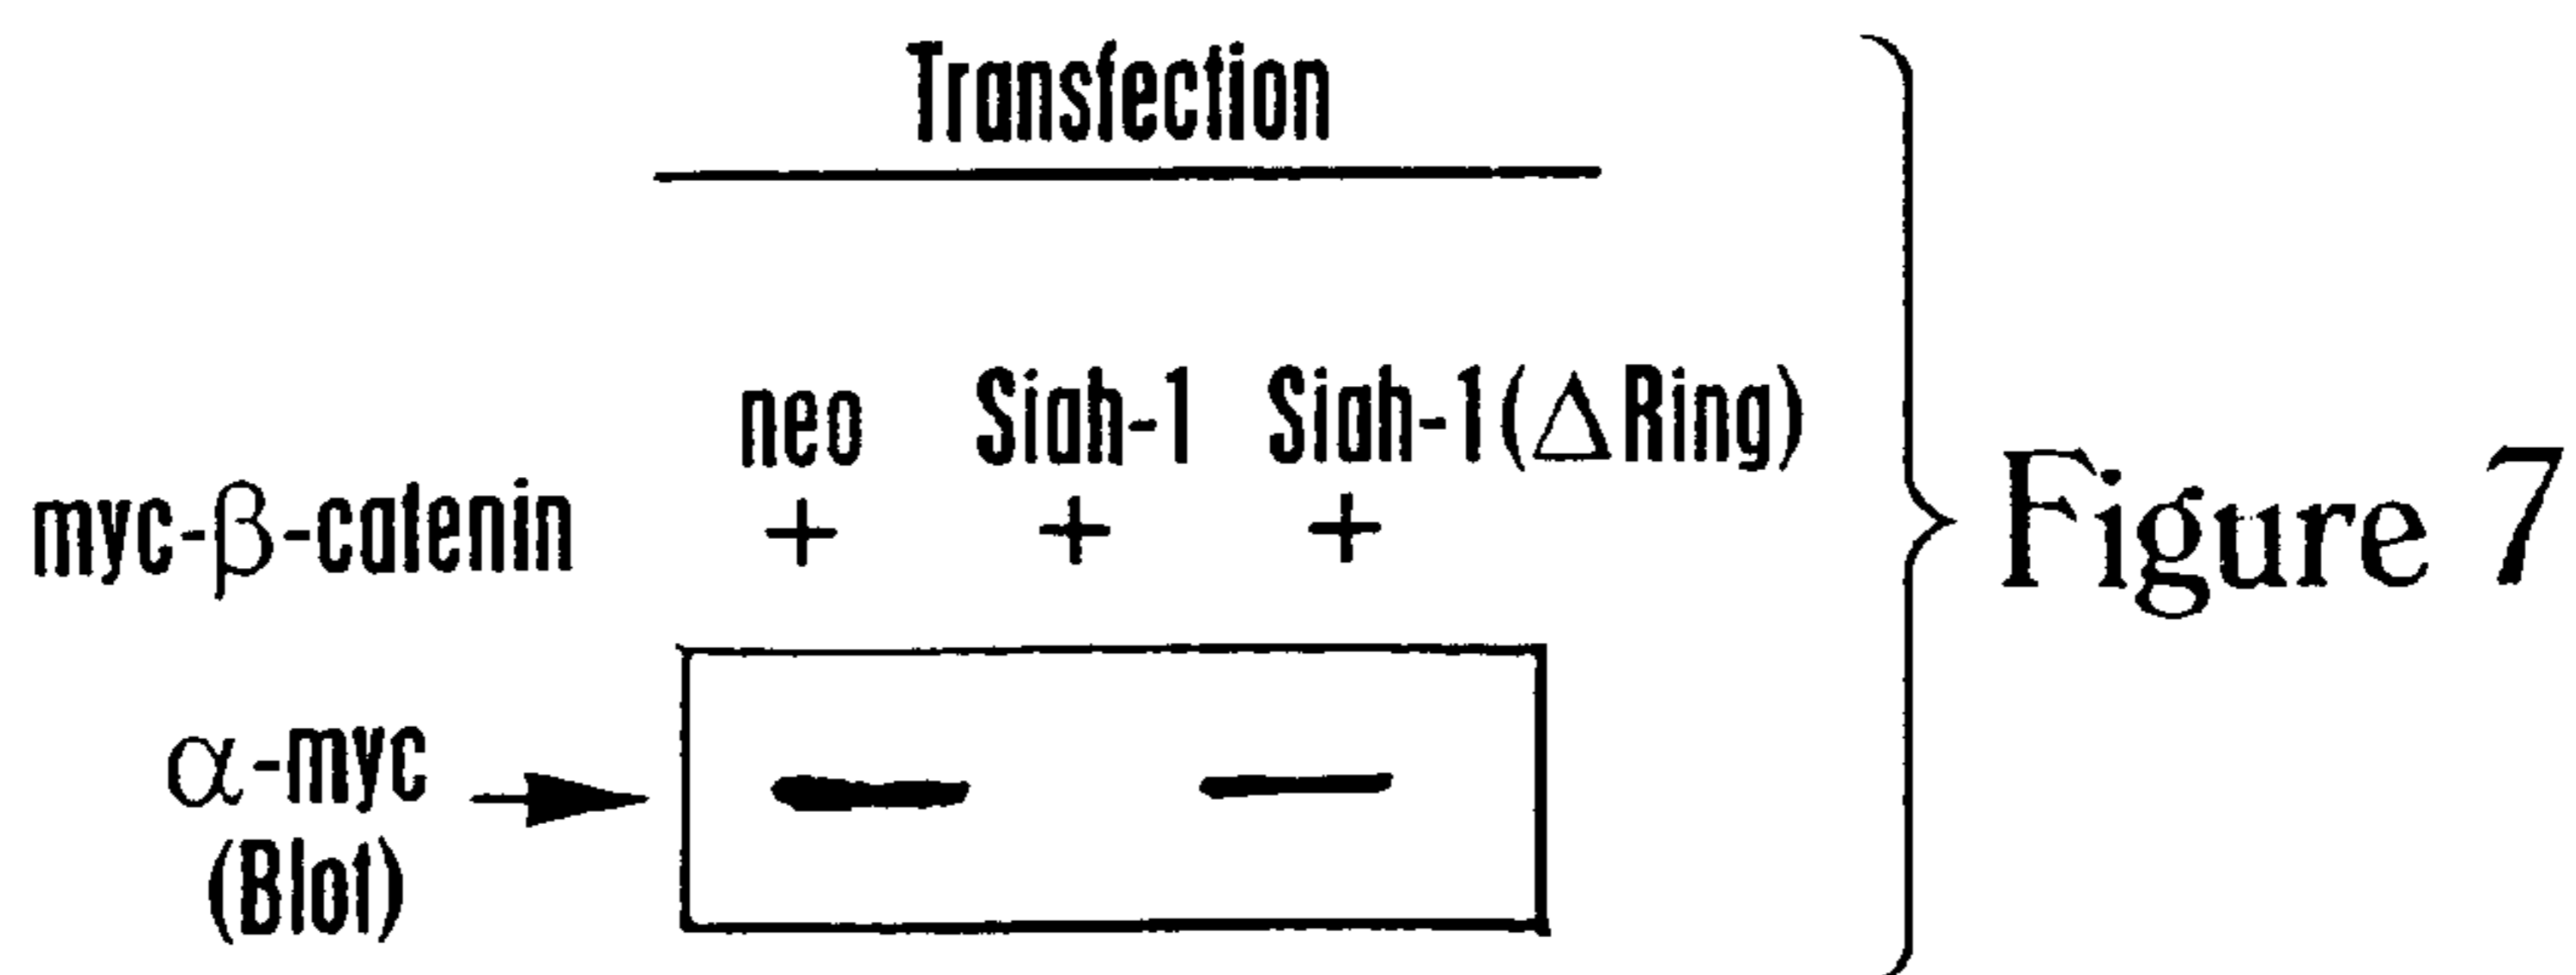 Transfection
neo Siah-1 Siah-1(ΔRing)
myc-β-catenin + + +
α-myc
(Blot)
Figure 7